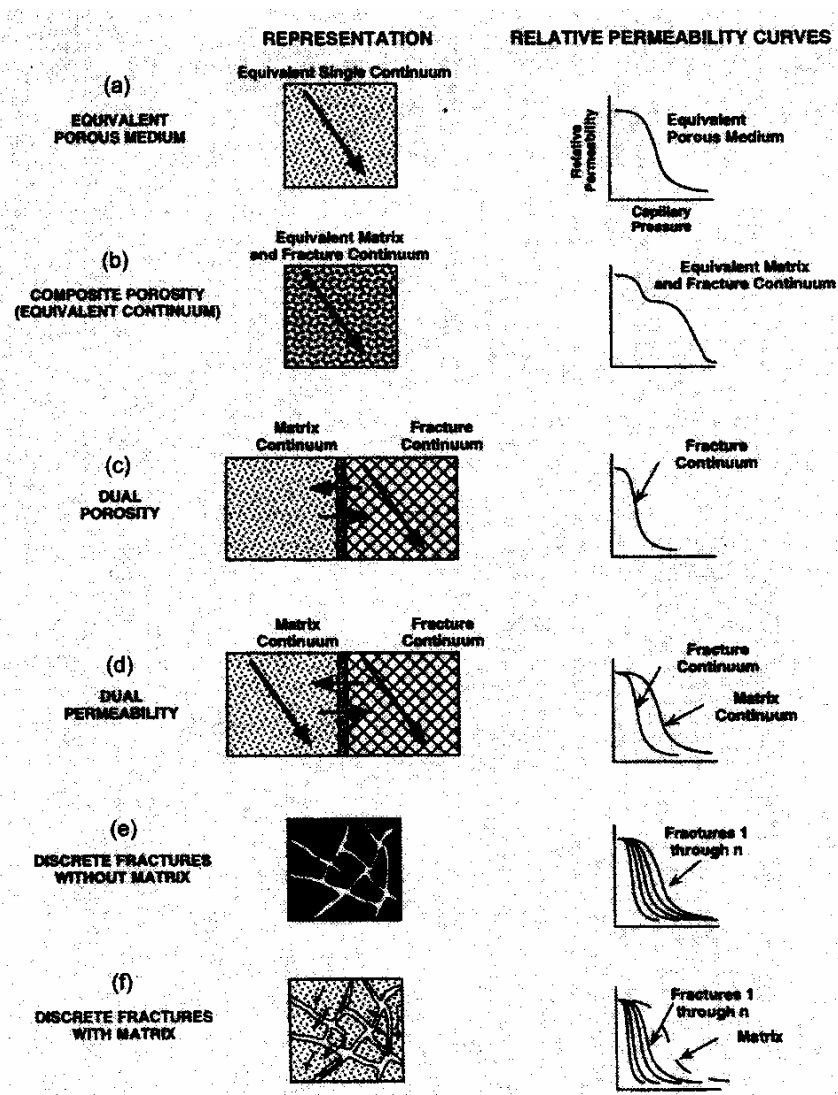 REPRESENTATION
RELATIVE PERMEABILITY CURVES
(a)
EQUIVALENT
POROUS MEDIUM
Equivalent Single Continuum
Relative
Permeability
Equivalent
Porous Medium
Capillary
Pressure
(b)
COMPOSITE POROSITY
(EQUIVALENT CONTINUUM)
Equivalent Matrix
and Fracture Continuum
Equivalent Matrix
and Fracture Continuum
(c)
DUAL
POROSITY
Matrix
Continuum
Fracture
Continuum
Fracture
Continuum
(d)
DUAL
PERMEABILITY
Matrix
Continuum
Fracture
Continuum
Fracture
Continuum
Matrix
Continuum
(e)
DISCRETE FRACTURES
WITHOUT MATRIX
Fractures 1
through n
(f)
DISCRETE FRACTURES
WITH MATRIX
Fractures 1
through n
Matrix